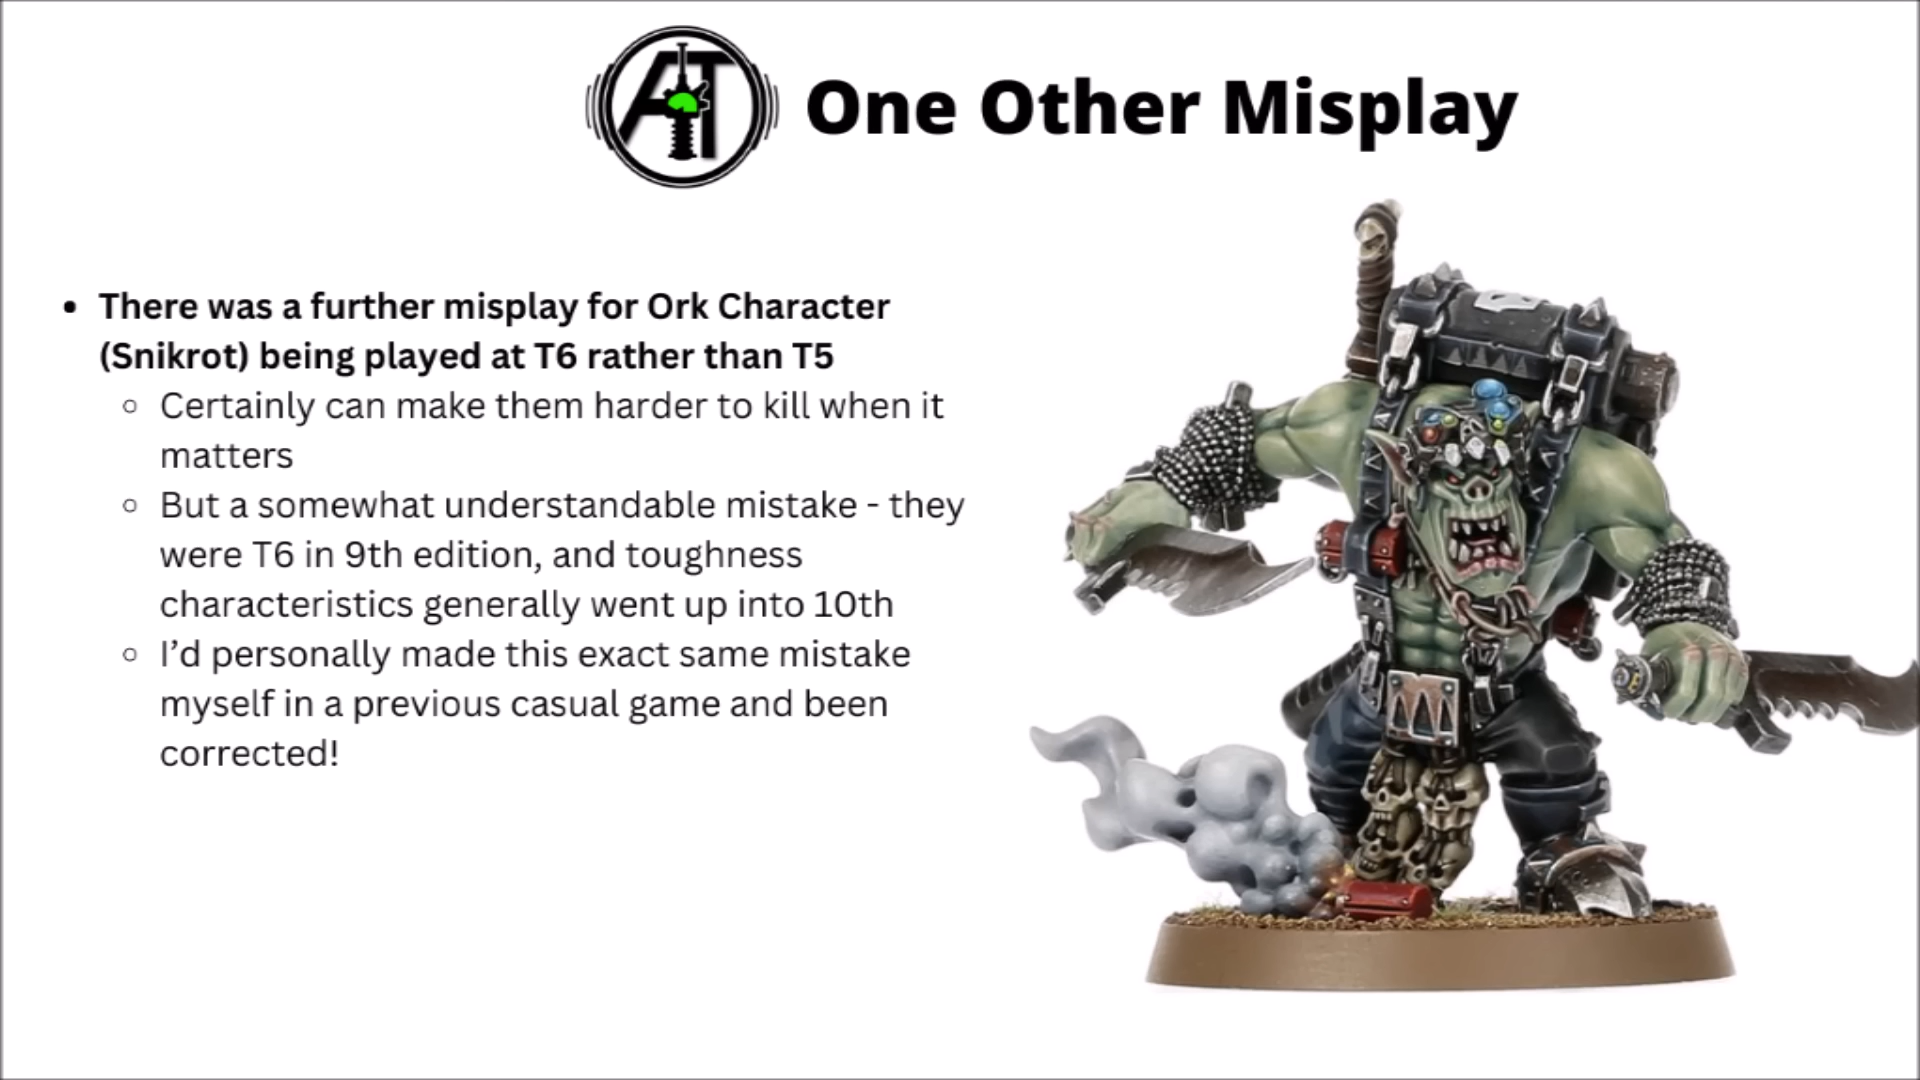 AT
One Other Misplay
• There was a further misplay for Ork Character
(Snikrot) being played at T6 rather than T5
◦ Certainly can make them harder to kill when it
matters
◦ But a somewhat understandable mistake - they
were T6 in 9th edition, and toughness
characteristics generally went up into 10th
◦ I’d personally made this exact same mistake
myself in a previous casual game and been
corrected!